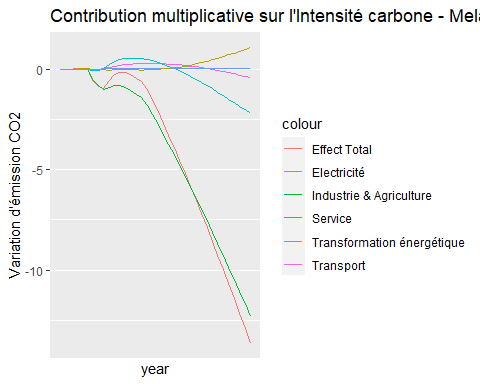 Contribution multiplicative sur l'Intensité carbone - Mela
Variation d'émission CO2
0
-5
-10
year
colour
Effect Total
Electricité
Industrie & Agriculture
Service
Transformation énergétique
Transport